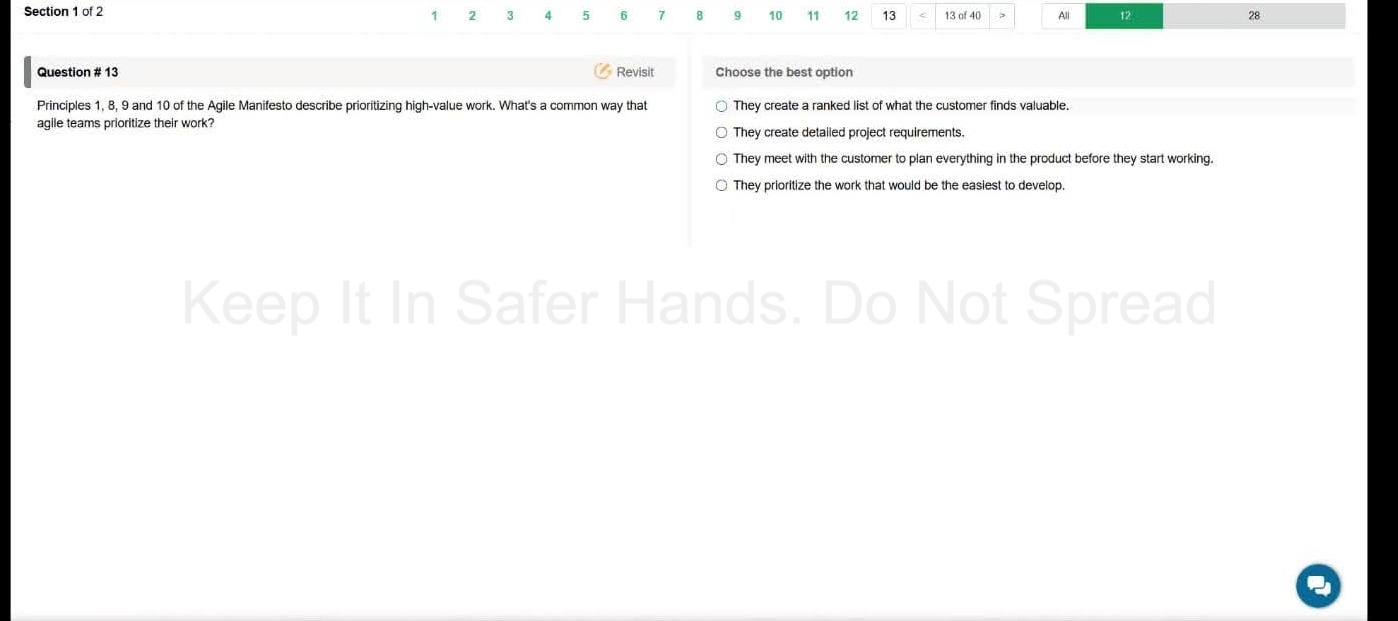 Section 1 of 2
1 2 3 4 5 6 7 8 9 10 11 12 13 < 13 of 40 > All 12 28
Question # 13
Revisit
Principles 1, 8, 9 and 10 of the Agile Manifesto describe prioritizing high-value work. What's a common way that
agile teams prioritize their work?
Choose the best option
They create a ranked list of what the customer finds valuable.
They create detailed project requirements.
They meet with the customer to plan everything in the product before they start working.
They prioritize the work that would be the easiest to develop.
Keep It In Safer Hands. Do Not Spread